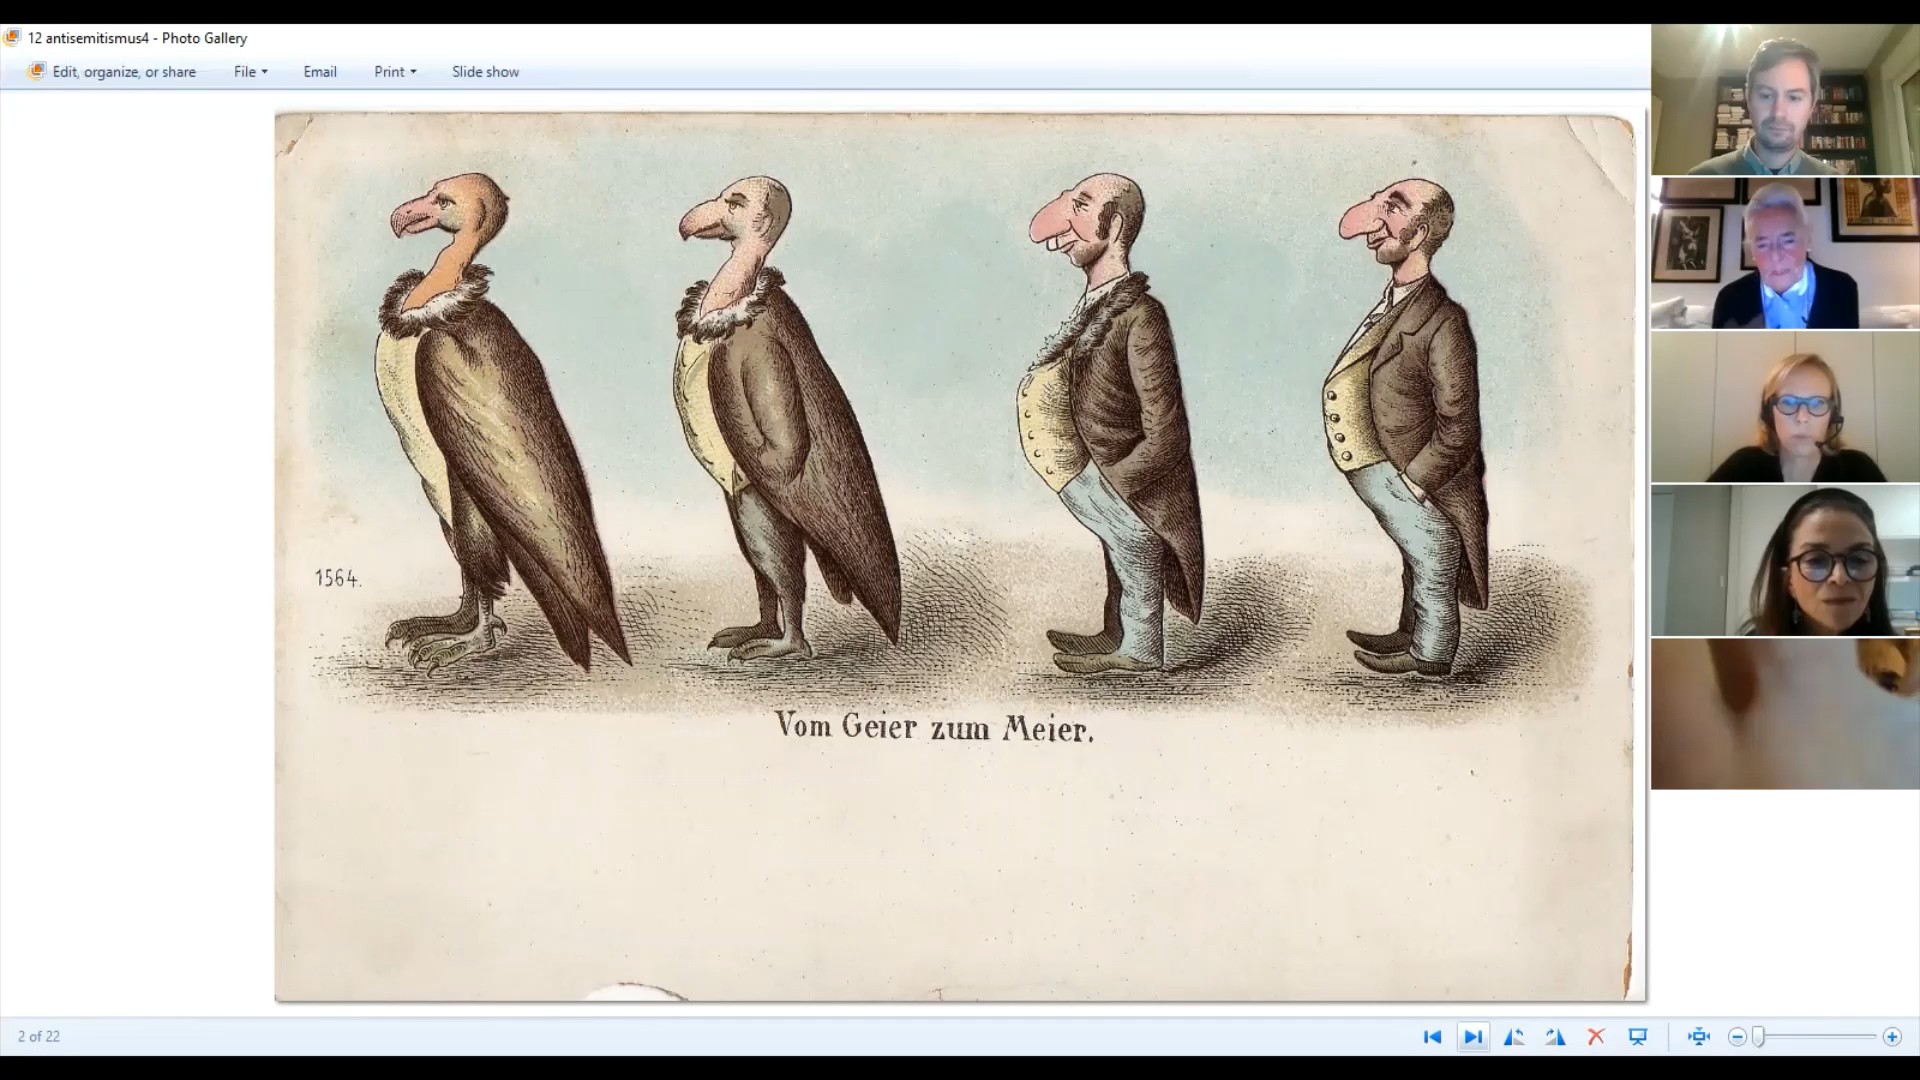 12 antisemitismus4 - Photo Gallery
Edit, organize, or share File Email Print Slide show
1564.
Vom Geier zum Meier.
2 of 22